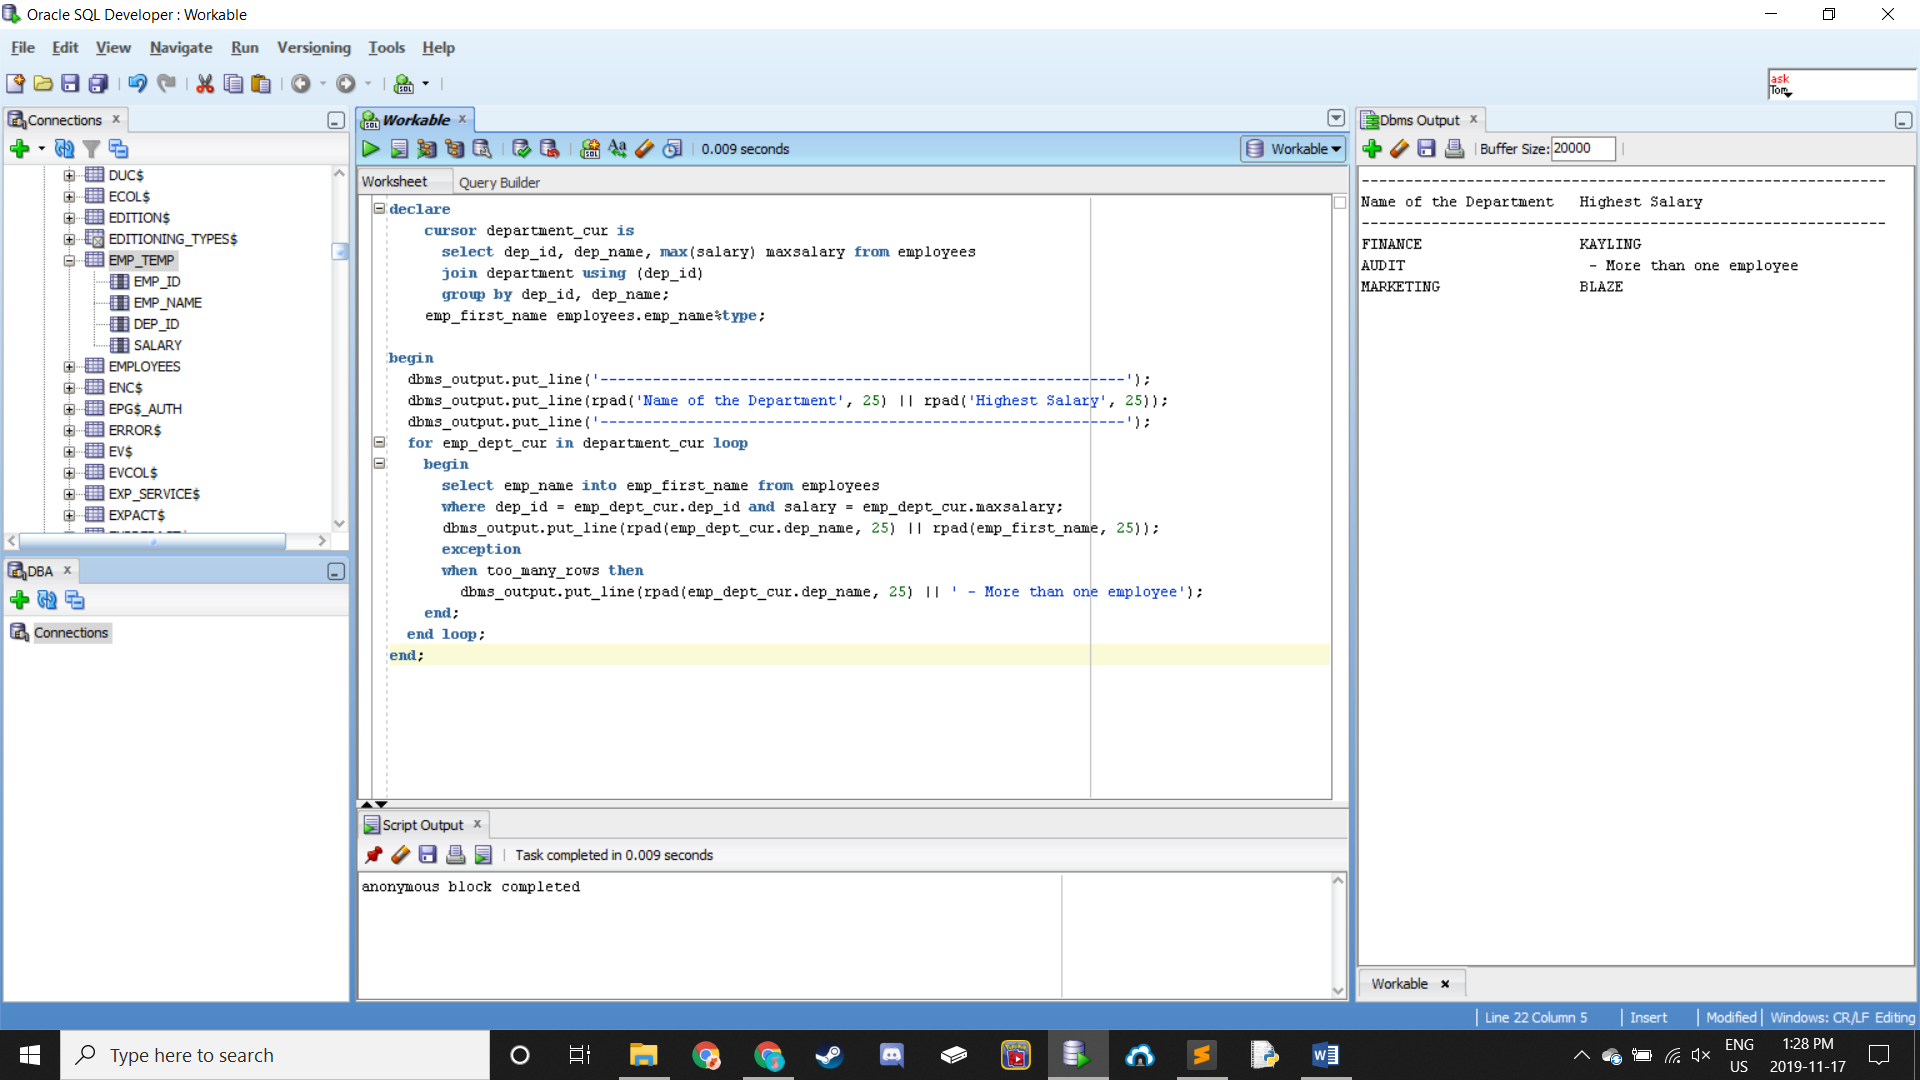 Oracle SQL Developer : Workable
File Edit View Navigate Run Versioning Tools Help
ask
Tom
Connections
DUC$
ECOL$
EDITION$
EDITIONING_TYPES$
EMP_TEMP
EMP_ID
EMP_NAME
DEP_ID
SALARY
EMPLOYEES
ENC$
EPG$_AUTH
ERROR$
EV$
EVCOL$
EXP_SERVICE$
EXPACT$
DBA
Connections
Workable
0.009 seconds
Workable
Worksheet Query Builder
declare
cursor department_cur is
select dep_id, dep_name, max(salary) maxsalary from employees
join department using (dep_id)
group by dep_id, dep_name;
emp_first_name employees.emp_name%type;
begin
dbms_output.put_line('------------------------------------------------------------');
dbms_output.put_line(rpad('Name of the Department', 25) || rpad('Highest Salary', 25));
dbms_output.put_line('------------------------------------------------------------');
for emp_dept_cur in department_cur loop
begin
select emp_name into emp_first_name from employees
where dep_id = emp_dept_cur.dep_id and salary = emp_dept_cur.maxsalary;
dbms_output.put_line(rpad(emp_dept_cur.dep_name, 25) || rpad(emp_first_name, 25));
exception
when too_many_rows then
dbms_output.put_line(rpad(emp_dept_cur.dep_name, 25) || ' - More than one employee');
end;
end loop;
end;
Script Output
Task completed in 0.009 seconds
anonymous block completed
Dbms Output
Buffer Size: 20000
------------------------------------------------------------
Name of the Department Highest Salary
------------------------------------------------------------
FINANCE KAYLING
AUDIT - More than one employee
MARKETING BLAZE
Workable
Line 22 Column 5 Insert Modified Windows: CR/LF Editing
Type here to search
ENG
US
1:28 PM
2019-11-17